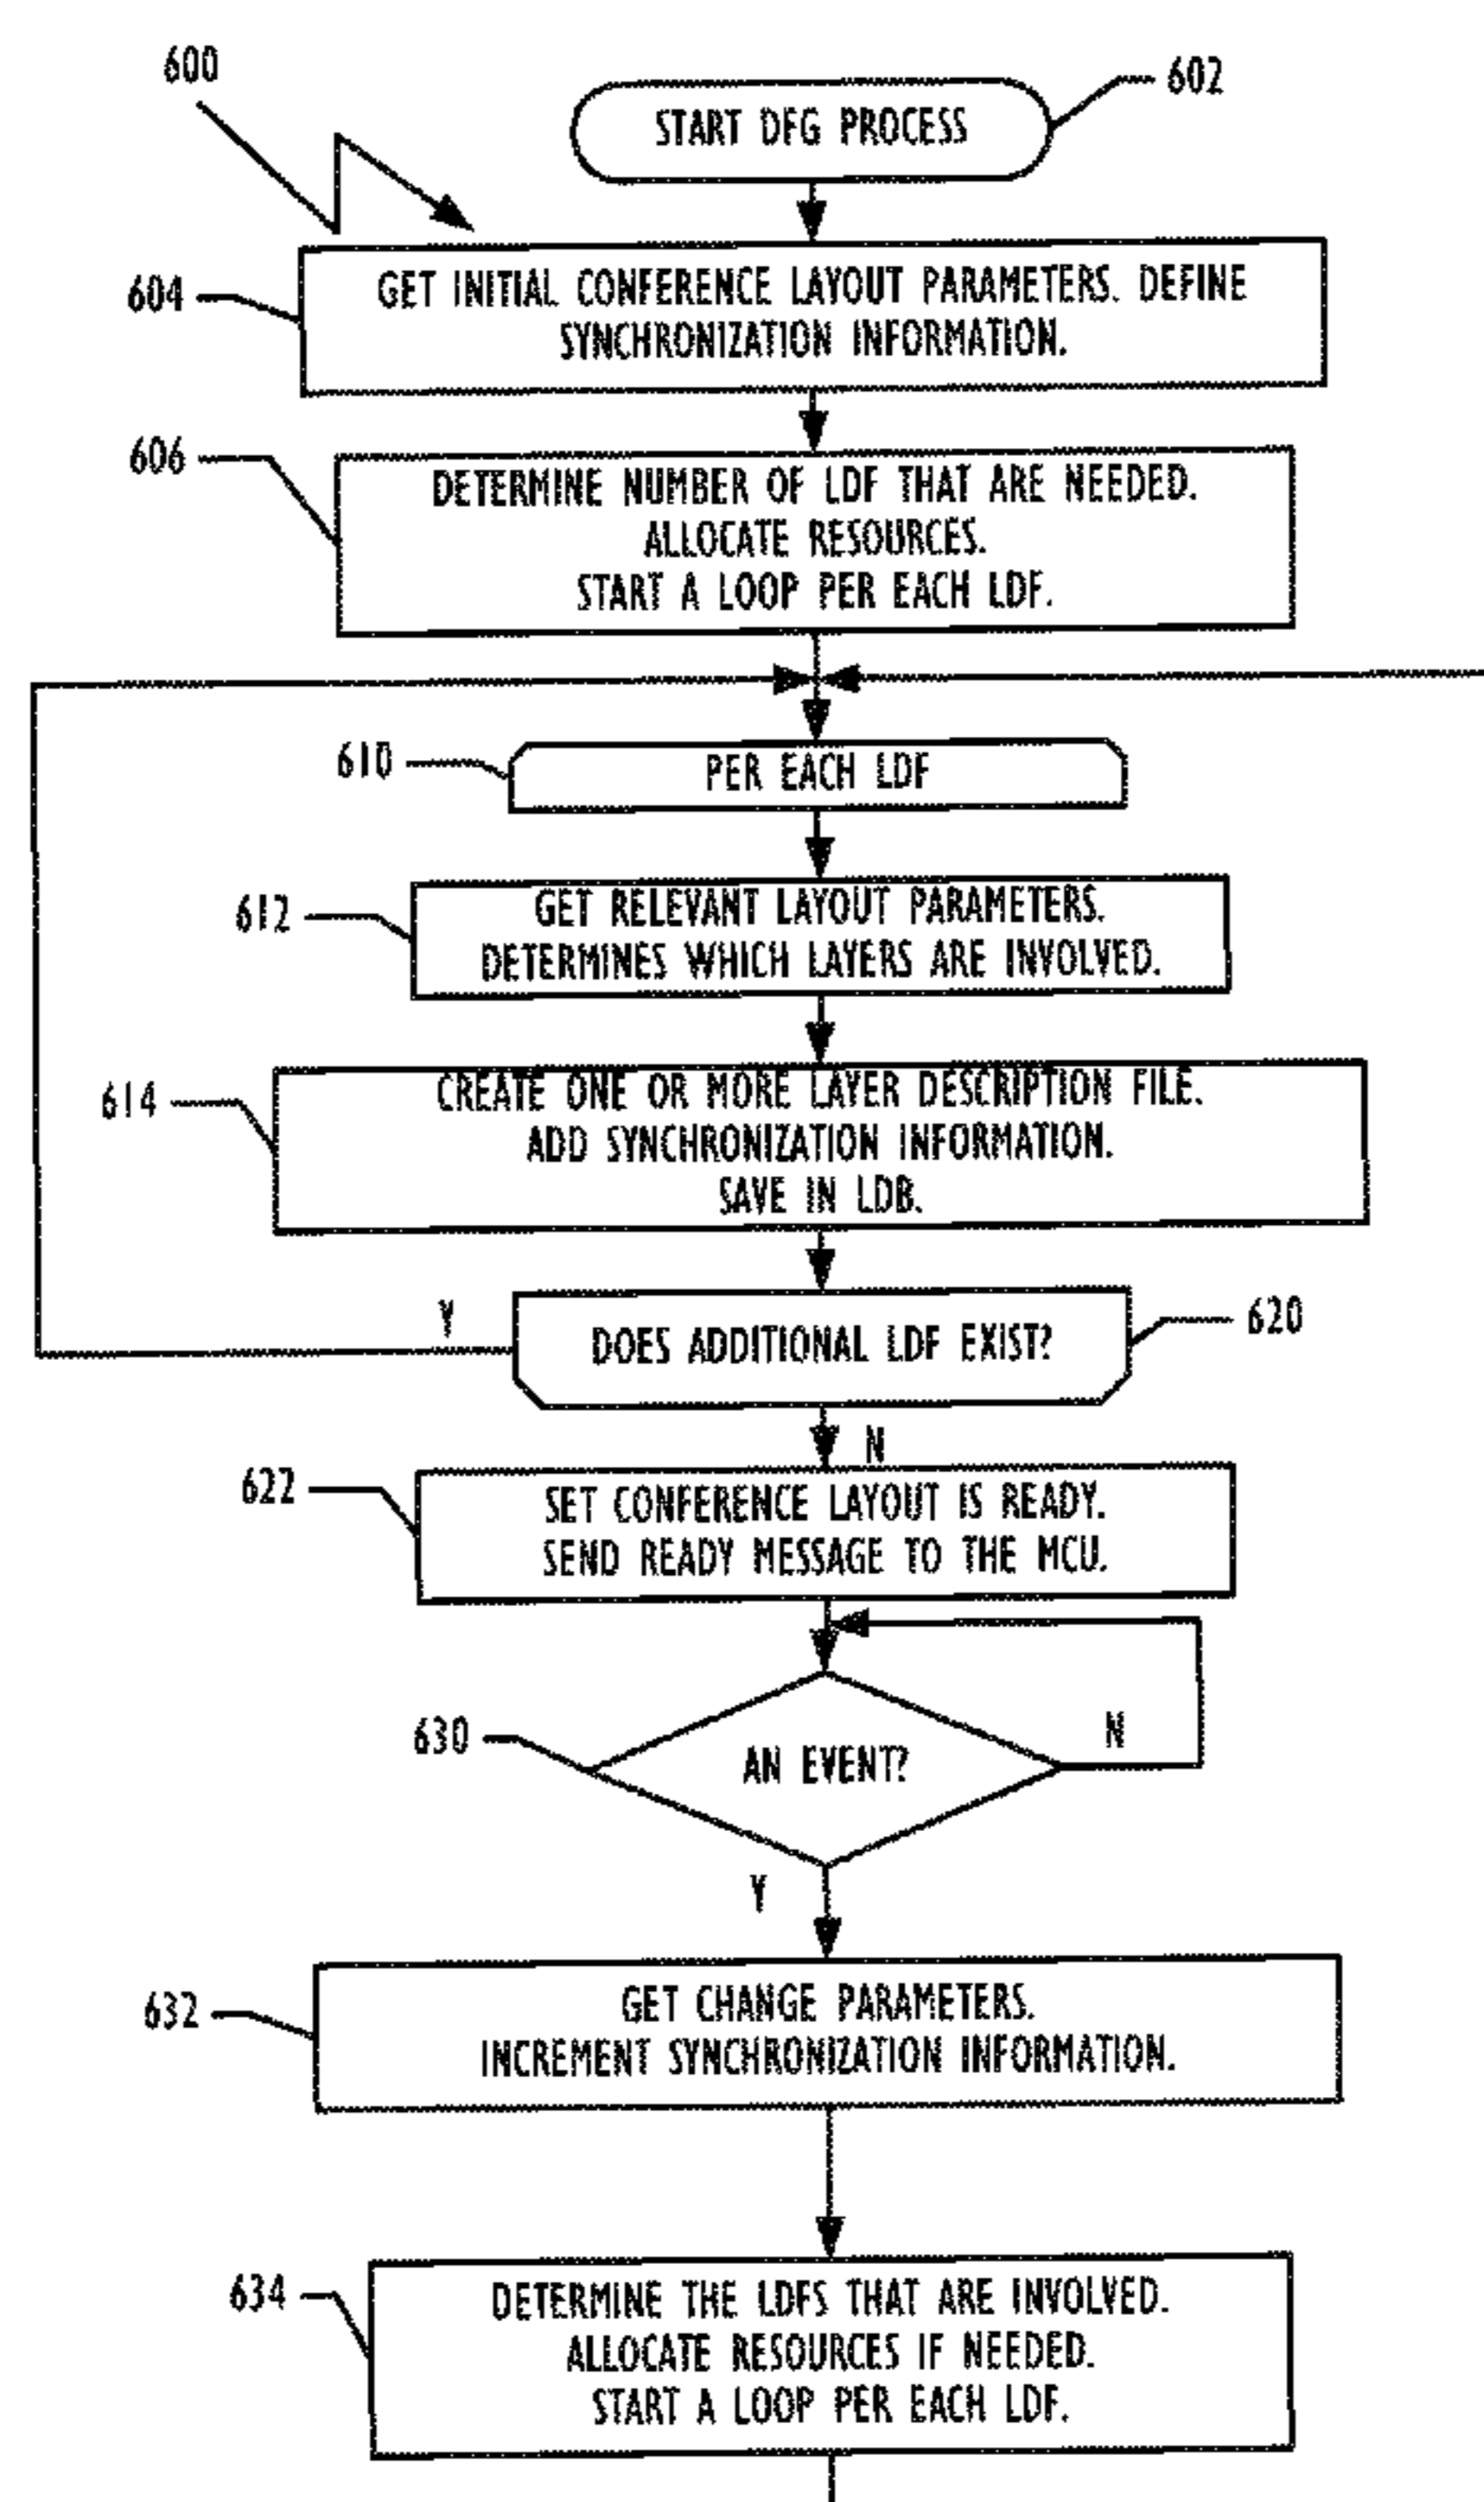 600
602
START DFG PROCESS
604
GET INITIAL CONFERENCE LAYOUT PARAMETERS. DEFINE
SYNCHRONIZATION INFORMATION.
606
DETERMINE NUMBER OF LDF THAT ARE NEEDED.
ALLOCATE RESOURCES.
START A LOOP PER EACH LDF.
610
PER EACH LDF
612
GET RELEVANT LAYOUT PARAMETERS.
DETERMINES WHICH LAYERS ARE INVOLVED.
614
CREATE ONE OR MORE LAYER DESCRIPTION FILE.
ADD SYNCHRONIZATION INFORMATION.
SAVE IN LDB.
Y
620
DOES ADDITIONAL LDF EXIST?
N
622
SET CONFERENCE LAYOUT IS READY.
SEND READY MESSAGE TO THE MCU.
630
AN EVENT?
N
Y
632
GET CHANGE PARAMETERS.
INCREMENT SYNCHRONIZATION INFORMATION.
634
DETERMINE THE LDFS THAT ARE INVOLVED.
ALLOCATE RESOURCES IF NEEDED.
START A LOOP PER EACH LDF.